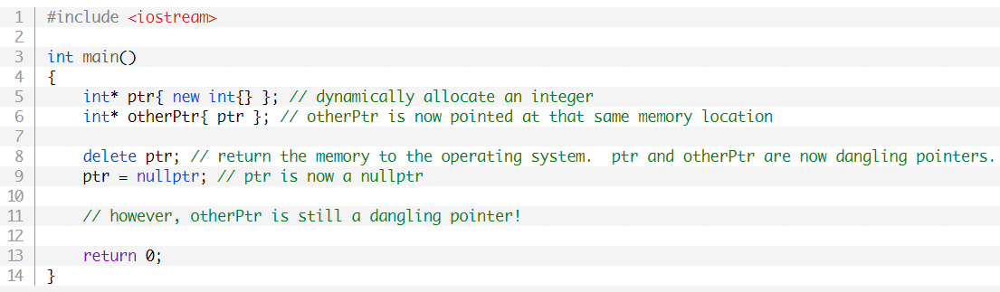 1 #include <iostream>
2
3 int main()
4 {
5     int* ptr{ new int{} }; // dynamically allocate an integer
6     int* otherPtr{ ptr }; // otherPtr is now pointed at that same memory location
7
8     delete ptr; // return the memory to the operating system.  ptr and otherPtr are now dangling pointers.
9     ptr = nullptr; // ptr is now a nullptr
10
11     // however, otherPtr is still a dangling pointer!
12
13     return 0;
14 }